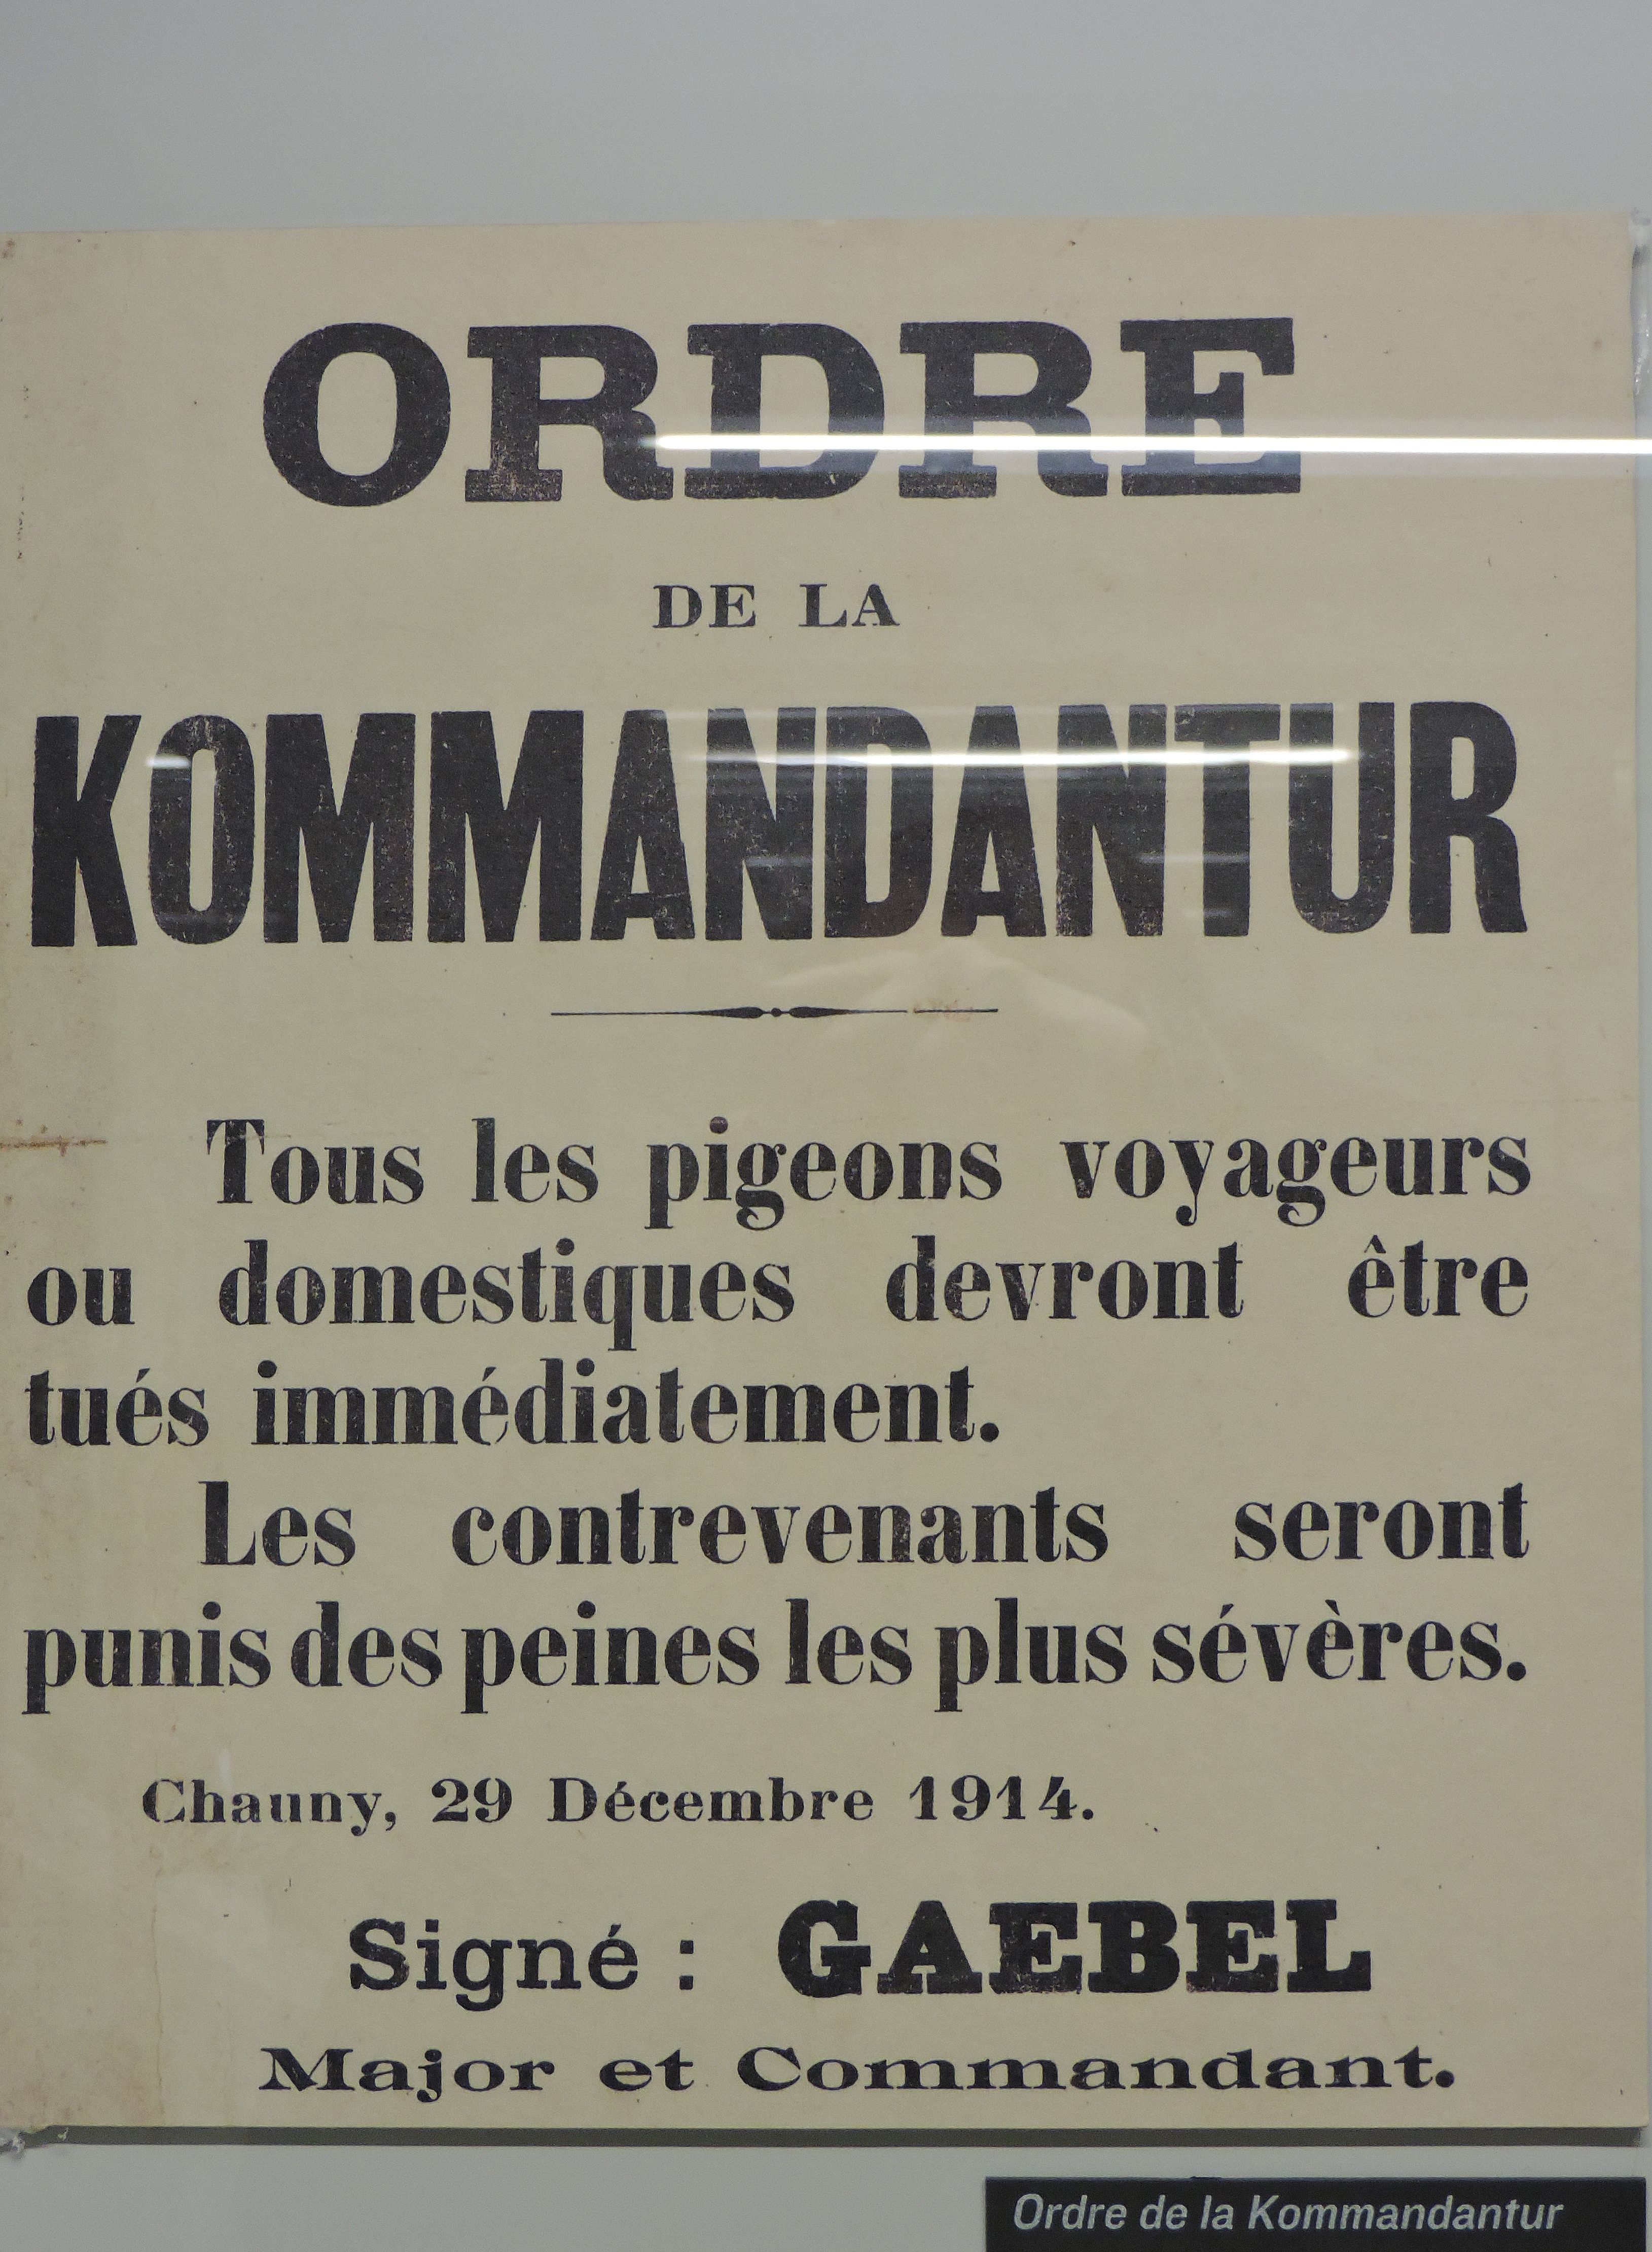 ORDRE
DE LA
KOMMANDANTUR
Tous les pigeons voyageurs
ou domestiques devront être
tués immédiatement.
Les contrevenants seront
punis des peines les plus sévères.
Chauny, 29 Décembre 1914.
Signé : GAEBEL
Major et Commandant.
Ordre de la Kommandantur